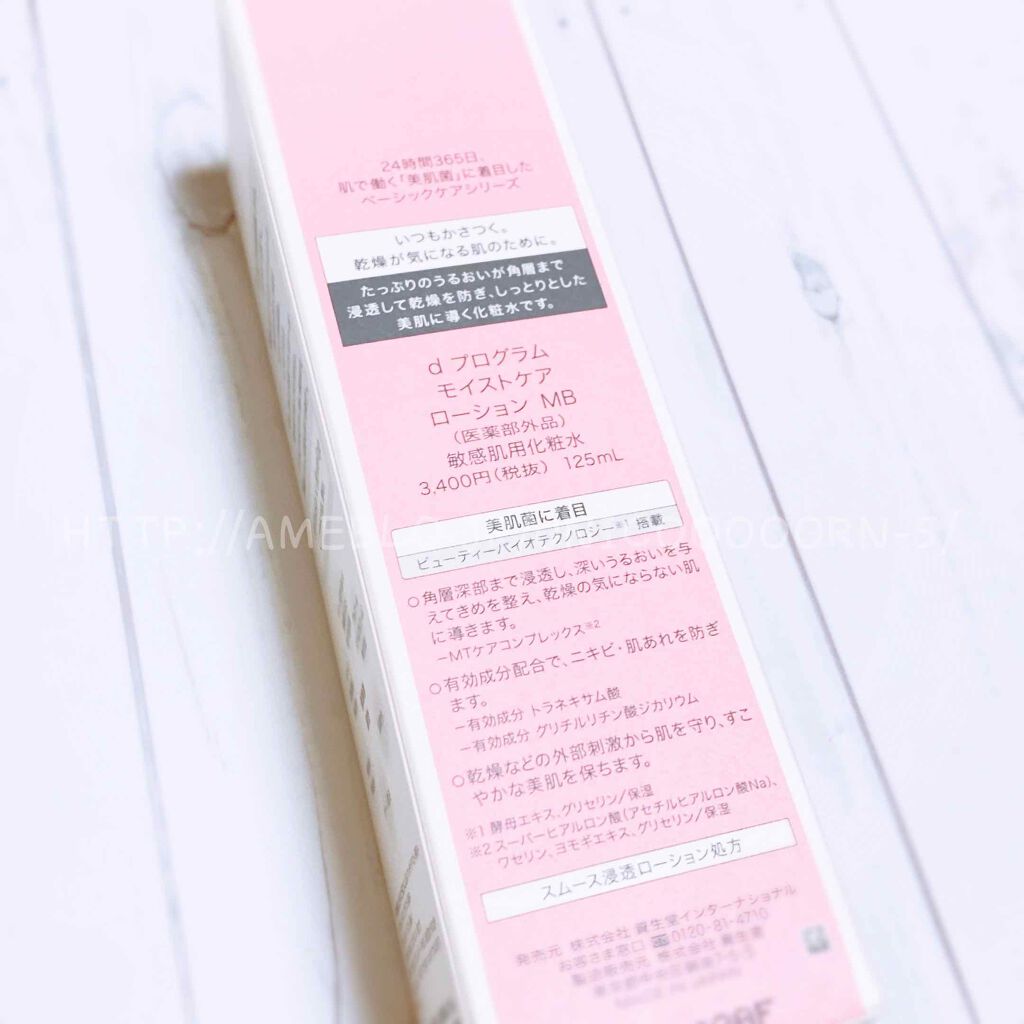 24時間365日、
肌で働く「美肌菌」に着目した
ベーシックケアシリーズ
いつもかさつく。
乾燥が気になる肌のために。
たっぷりのうるおいが角層まで
浸透して乾燥を防ぎ、しっとりとした
美肌に導く化粧水です。
d プログラム
モイストケア
ローション MB
(医薬部外品)
敏感肌用化粧水
3,400円(税抜) 125mL
美肌菌に着目
ビューティーバイオテクノロジー※1 搭載
○角層深部まで浸透し、深いうるおいを与
えてきめを整え、乾燥の気にならない肌
に導きます。
−MTケアコンプレックス※2
○有効成分配合で、ニキビ・肌あれを防ぎ
ます。
−有効成分 トラネキサム酸
−有効成分 グリチルリチン酸ジカリウム
○乾燥などの外部刺激から肌を守り、すこ
やかな美肌を保ちます。
※1 酵母エキス、グリセリン/保湿
※2 スーパーヒアルロン酸(アセチルヒアルロン酸Na)、
ワセリン、ヨモギエキス、グリセリン/保湿
スムース浸透ローション処方
発売元 株式会社 資生堂インターナショナル
お客さま窓口 0120-81-4710
製造販売元 株式会社 資生堂
HTTP://AMEBL